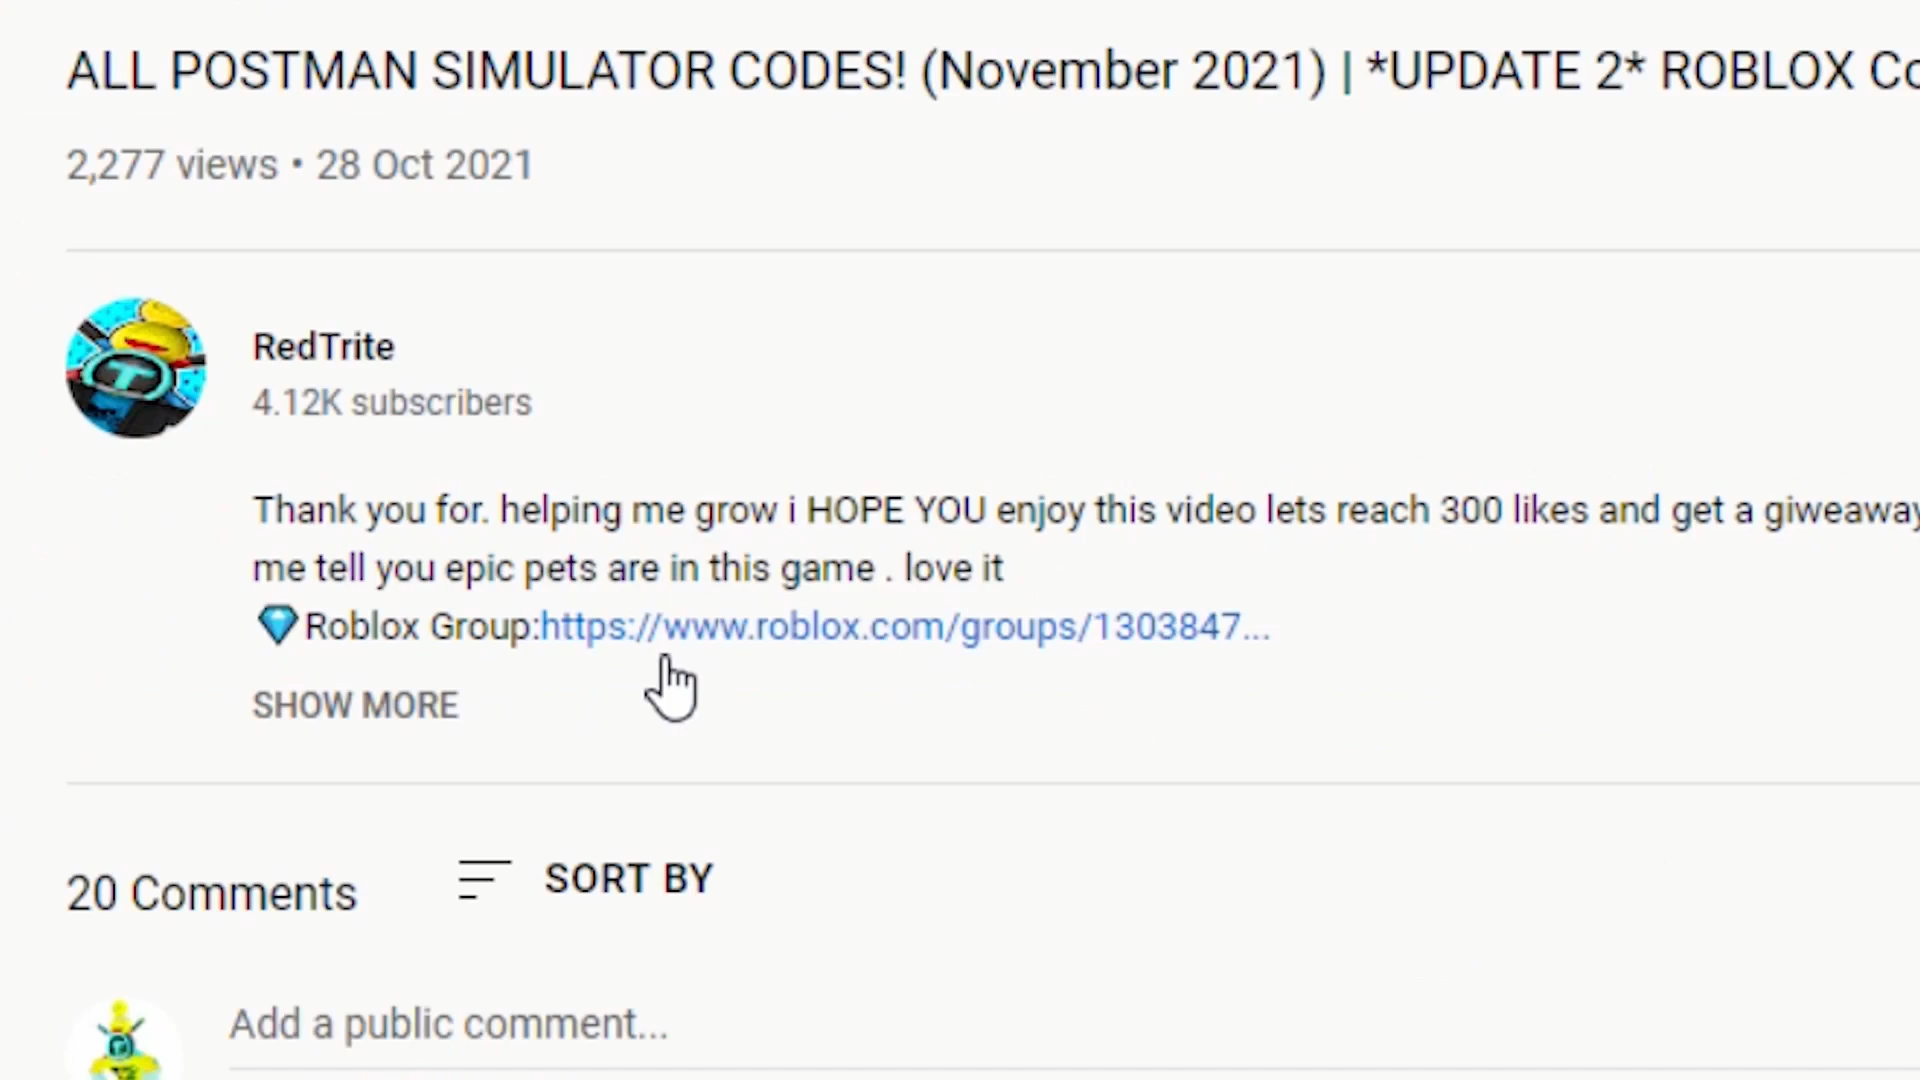 ALL POSTMAN SIMULATOR CODES! (November 2021) | *UPDATE 2* ROBLOX Co
2,277 views • 28 Oct 2021
RedTrite
4.12K subscribers
Thank you for. helping me grow i HOPE YOU enjoy this video lets reach 300 likes and get a giweaway
me tell you epic pets are in this game . love it
💎Roblox Group:https://www.roblox.com/groups/1303847...
SHOW MORE
20 Comments
SORT BY
Add a public comment...